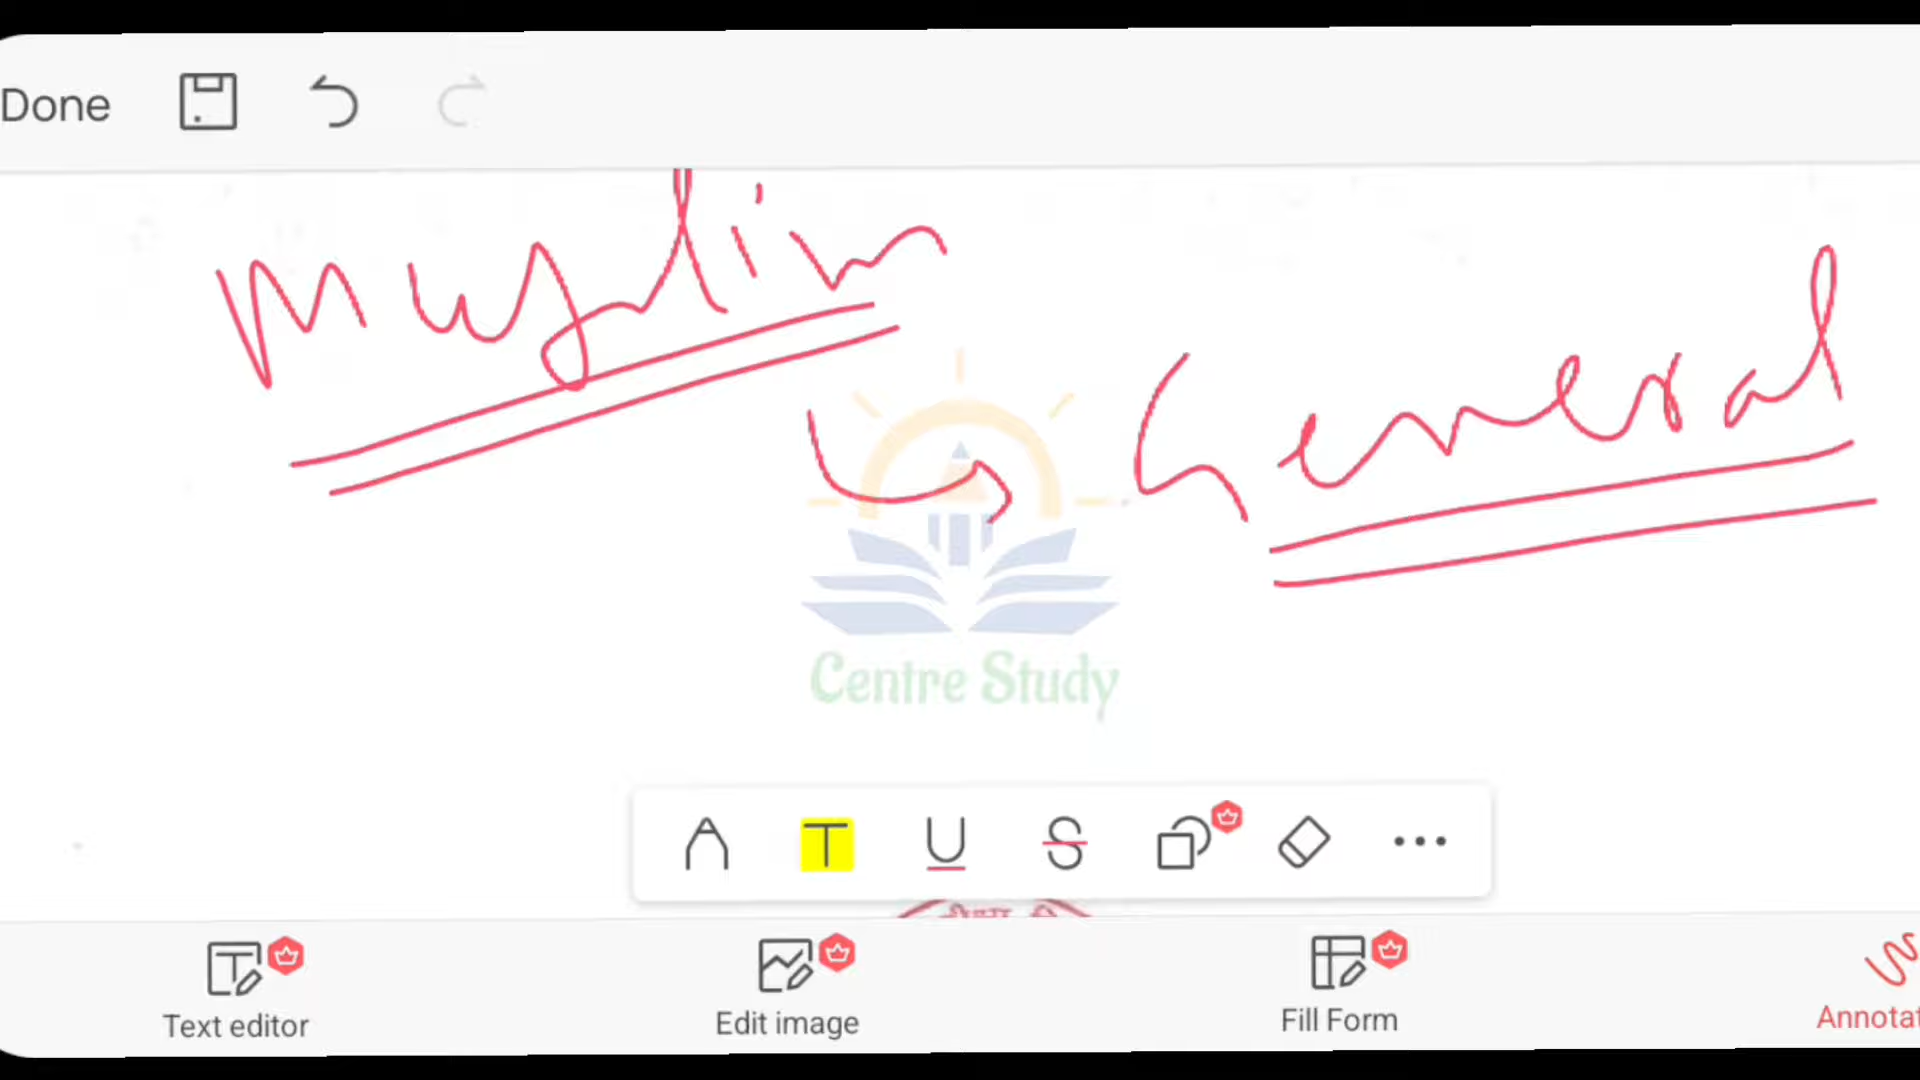 Done
Muslim
General
Centre Study
T U S
Text editor
Edit image
Fill Form
Annotat